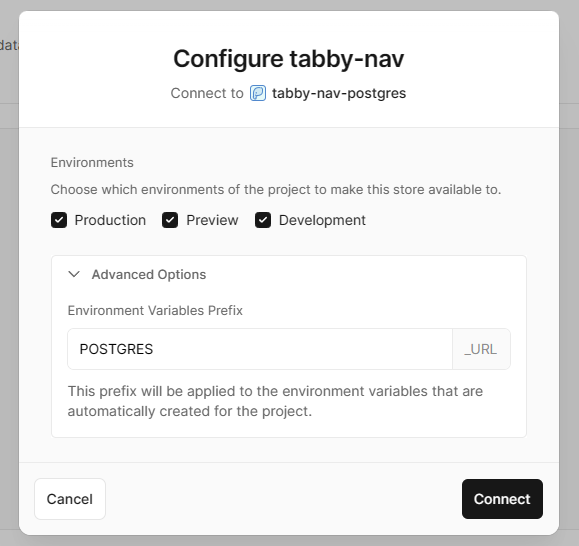 Configure tabby-nav
Connect to tabby-nav-postgres
Environments
Choose which environments of the project to make this store available to.
Production Preview Development
Advanced Options
Environment Variables Prefix
POSTGRES _URL
This prefix will be applied to the environment variables that are
automatically created for the project.
Cancel Connect